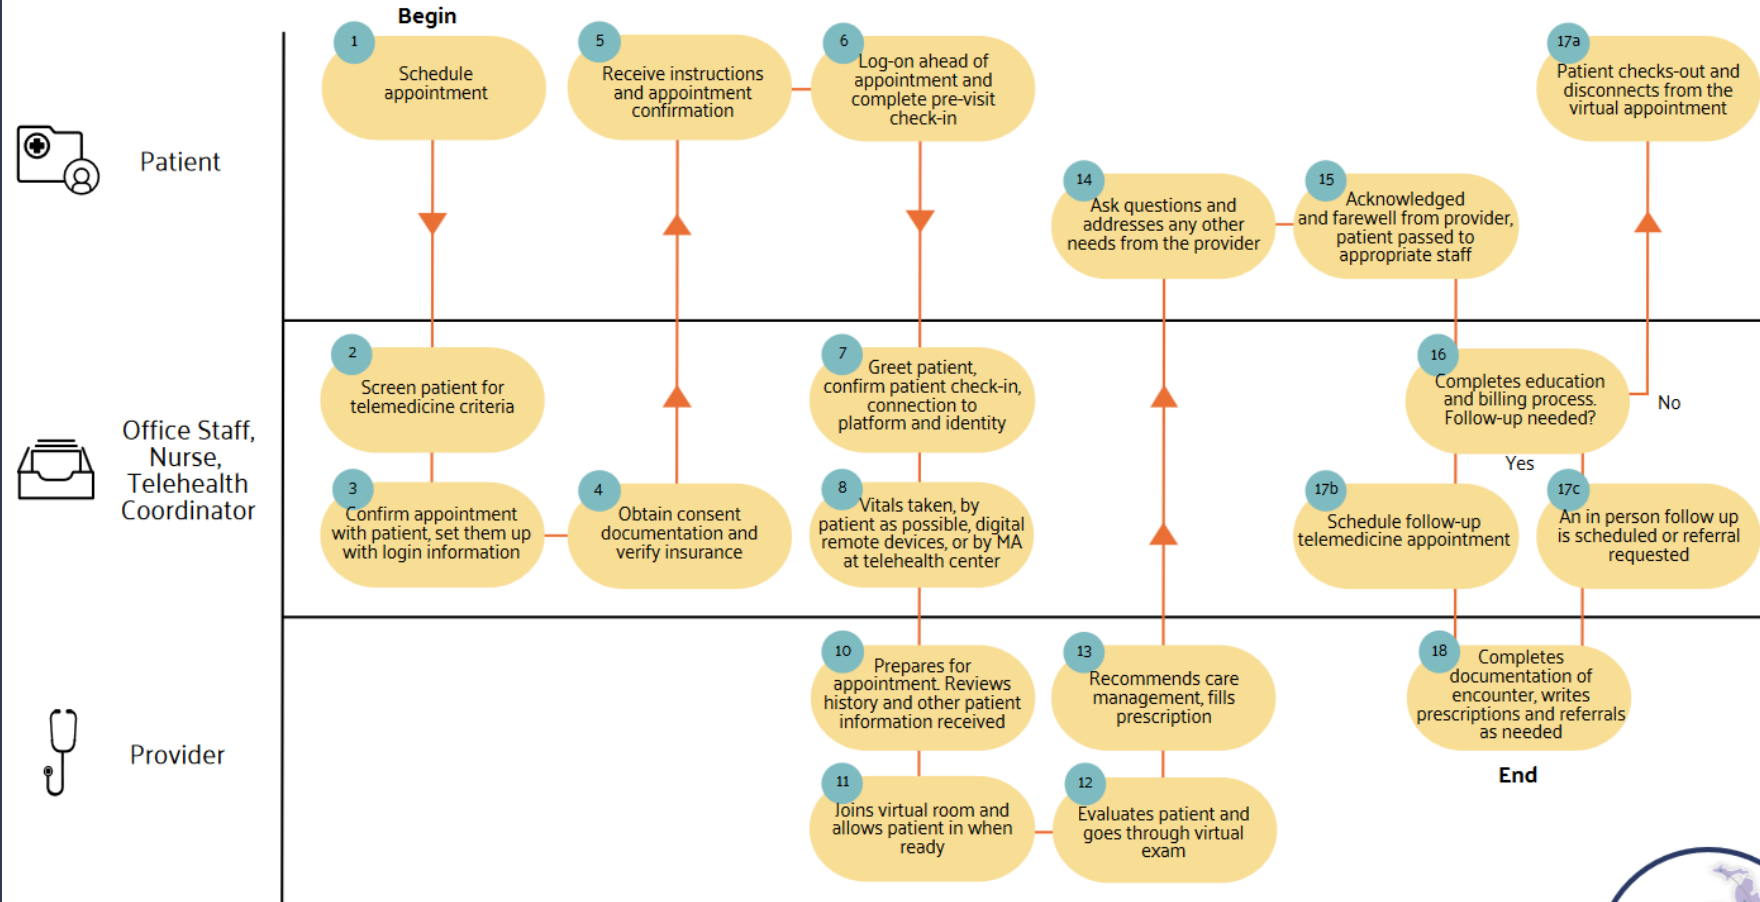 Begin
1
Schedule
appointment
5
Receive instructions
and appointment
confirmation
6
Log-on ahead of
appointment and
complete pre-visit
check-in
17a
Patient checks-out and
disconnects from the
virtual appointment
Patient
14
Ask questions and
addresses any other
needs from the provider
15
Acknowledged
and farewell from provider,
patient passed to
appropriate staff
2
Screen patient for
telemedicine criteria
7
Greet patient,
confirm patient check-in,
connection to
platform and identity
16
Completes education
and billing process.
Follow-up needed?
No
Yes
Office Staff,
Nurse,
Telehealth
Coordinator
3
Confirm appointment
with patient, set them up
with login information
4
Obtain consent
documentation and
verify insurance
8
Vitals taken, by
patient as possible, digital
remote devices, or by MA
at telehealth center
17b
Schedule follow-up
telemedicine appointment
17c
An in person follow up
is scheduled or referral
requested
10
Prepares for
appointment. Reviews
history and other patient
information received
13
Recommends care
management, fills
prescription
18
Completes
documentation of
encounter, writes
prescriptions and referrals
as needed
Provider
End
11
Joins virtual room and
allows patient in when
ready
12
Evaluates patient and
goes through virtual
exam